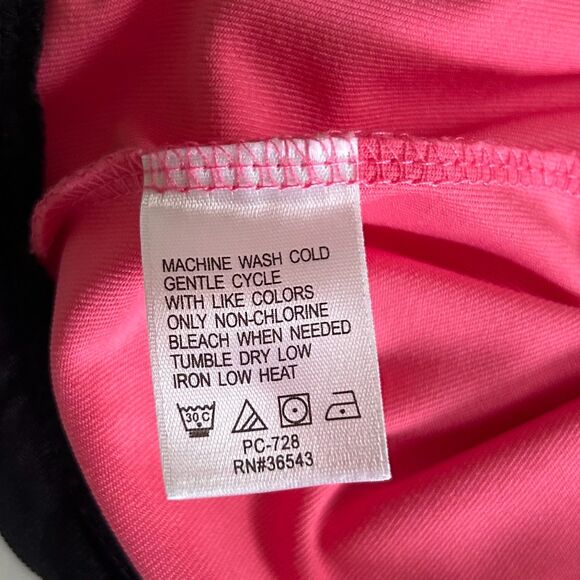 MACHINE WASH COLD
GENTLE CYCLE
WITH LIKE COLORS
ONLY NON-CHLORINE
BLEACH WHEN NEEDED
TUMBLE DRY LOW
IRON LOW HEAT
30 C
PC-728
RN#36543